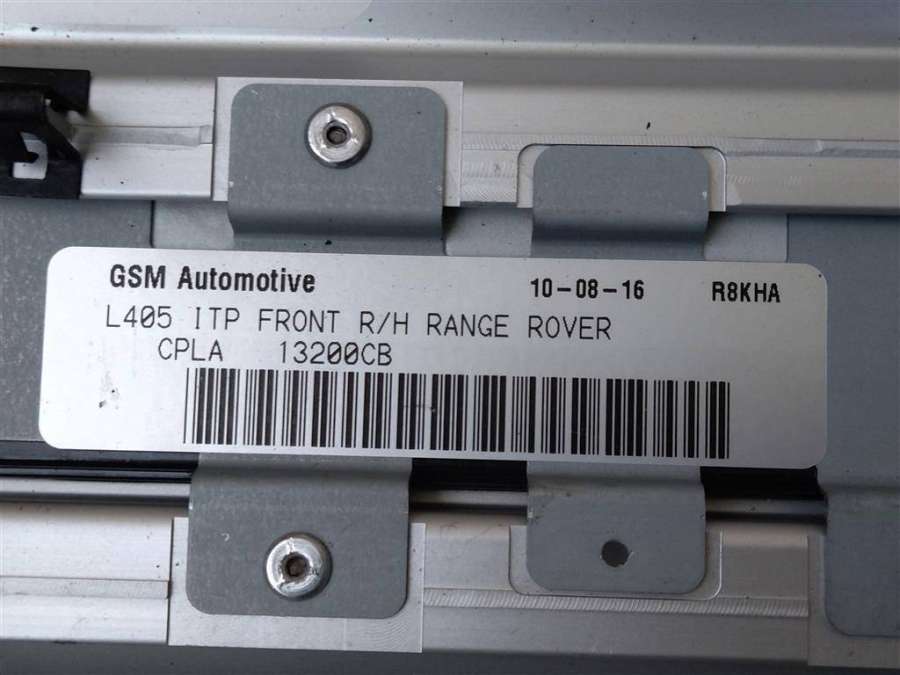 GSM Automotive 10-08-16 R8KHA
L405 ITP FRONT R/H RANGE ROVER
CPLA 13200CB